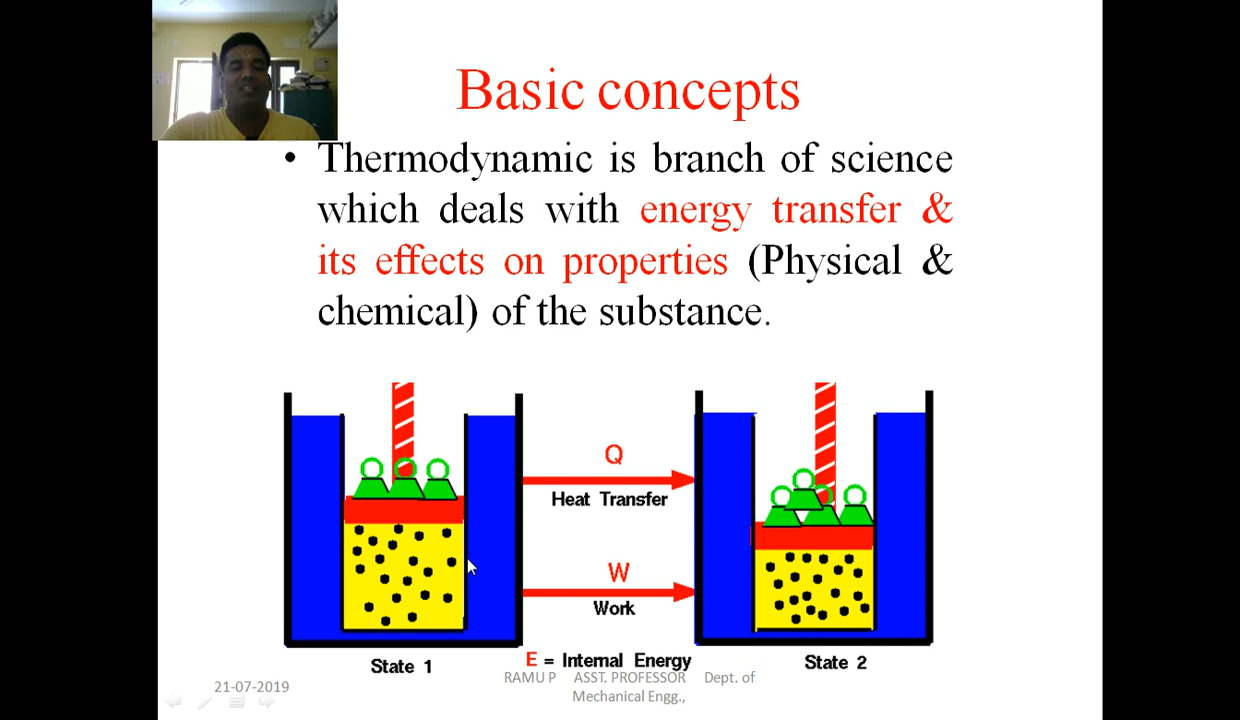 Basic concepts
• Thermodynamic is branch of science
which deals with energy transfer &
its effects on properties (Physical &
chemical) of the substance.
Q
Heat Transfer
W
Work
State 1
E = Internal Energy
State 2
21-07-2019
RAMU P ASST. PROFESSOR Dept. of
Mechanical Engg.,